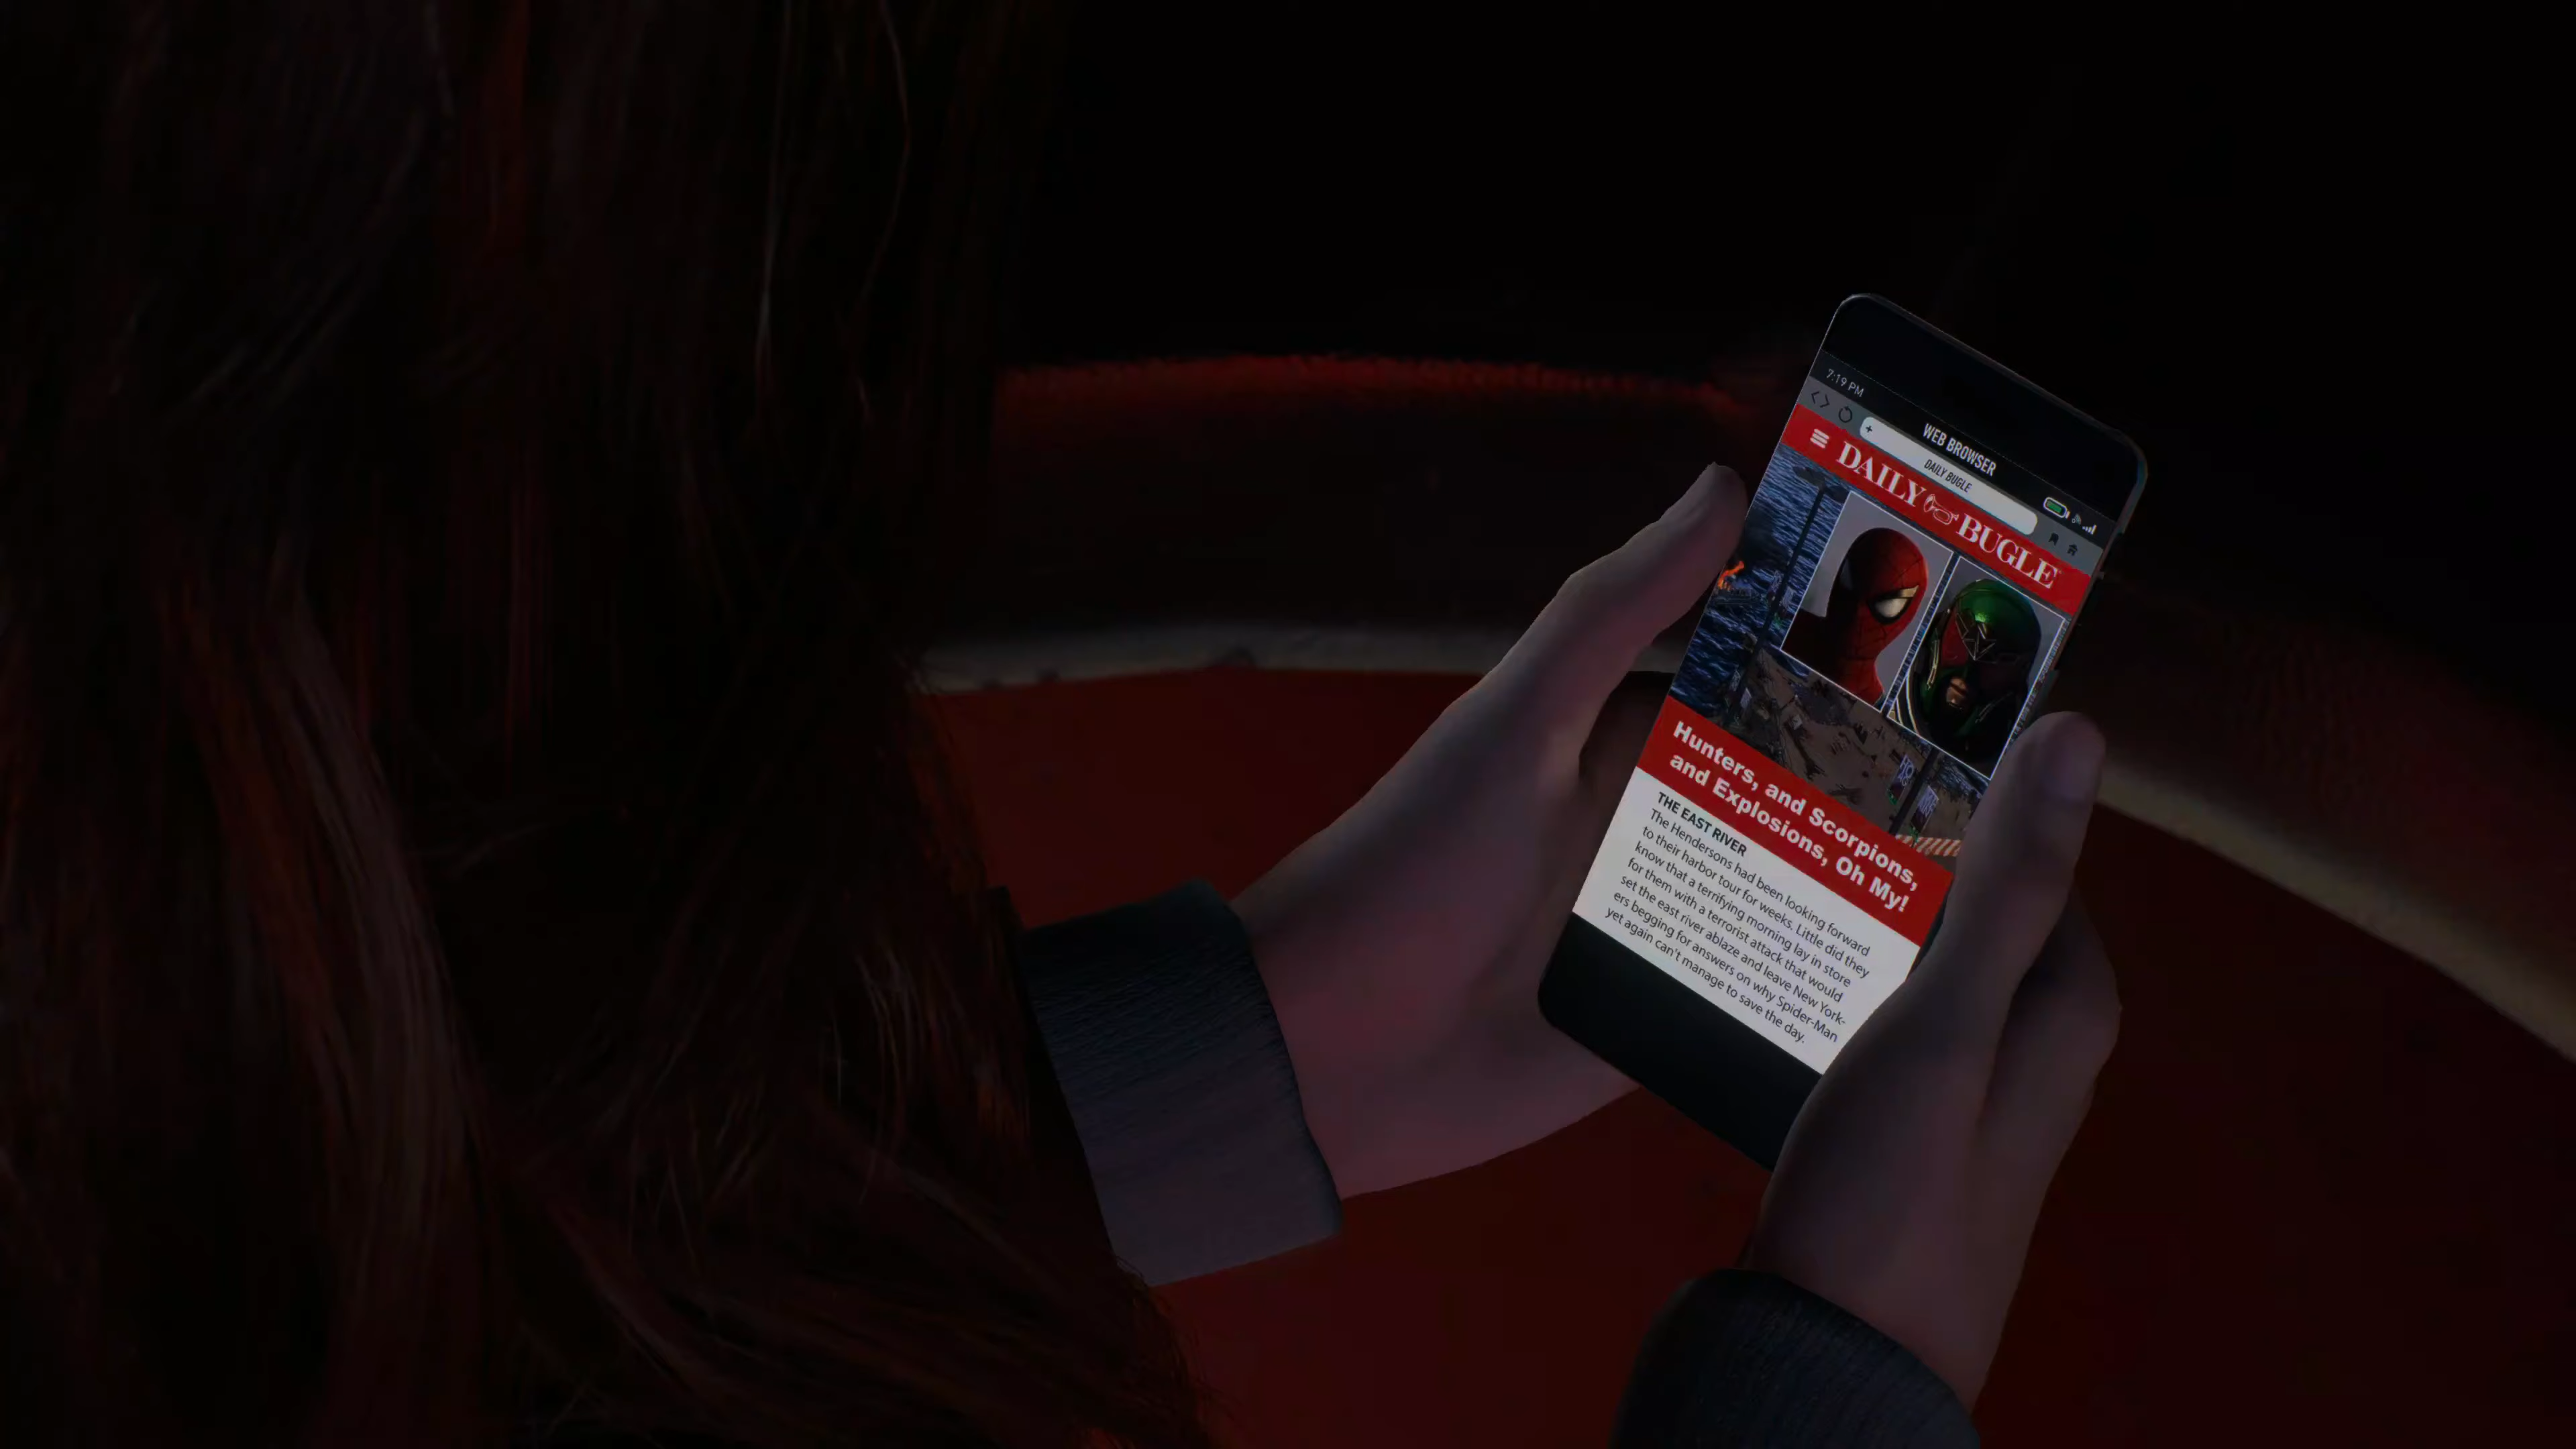 7:19 PM
WEB BROWSER
DAILY BUGLE
DAILY BUGLE
Hunters, and Scorpions,
and Explosions, Oh My!
THE EAST RIVER
The Hendersons had been looking forward
to their harbor tour for weeks. Little did they
know that a terrifying morning lay in store
for them with a terrorist attack that would
set the east river ablaze and leave New York-
ers begging for answers on why Spider-Man
yet again can't manage to save the day.